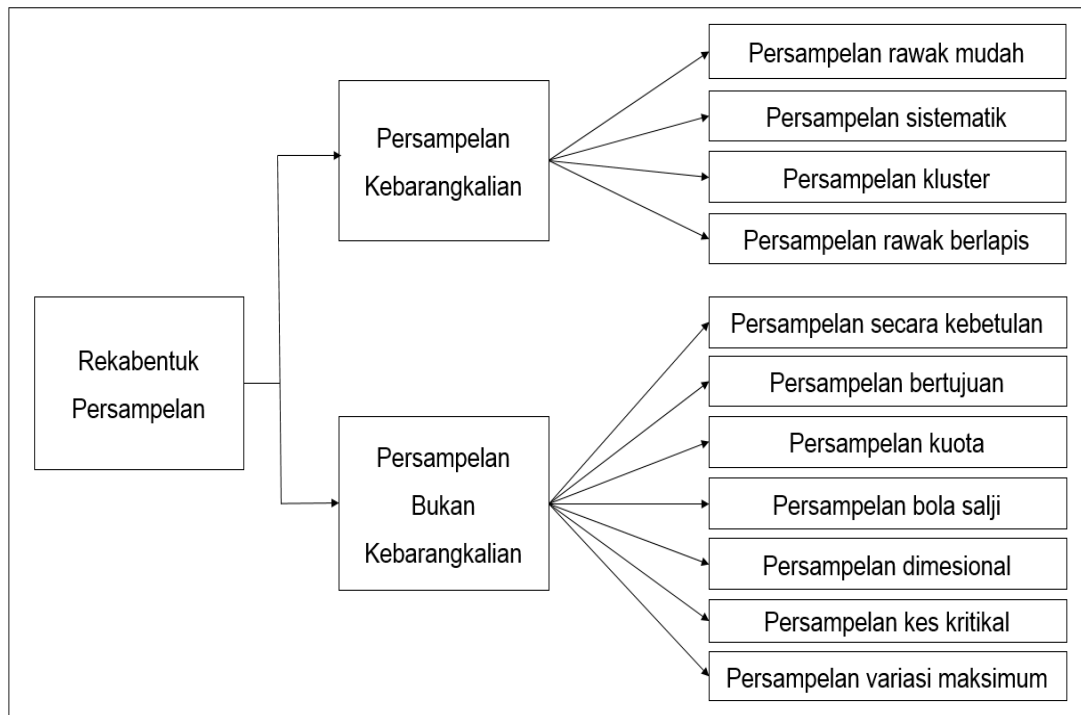 Rekabentuk
Persampelan
Persampelan
Kebarangkalian
Persampelan rawak mudah
Persampelan sistematik
Persampelan kluster
Persampelan rawak berlapis
Persampelan
Bukan
Kebarangkalian
Persampelan secara kebetulan
Persampelan bertujuan
Persampelan kuota
Persampelan bola salji
Persampelan dimesional
Persampelan kes kritikal
Persampelan variasi maksimum